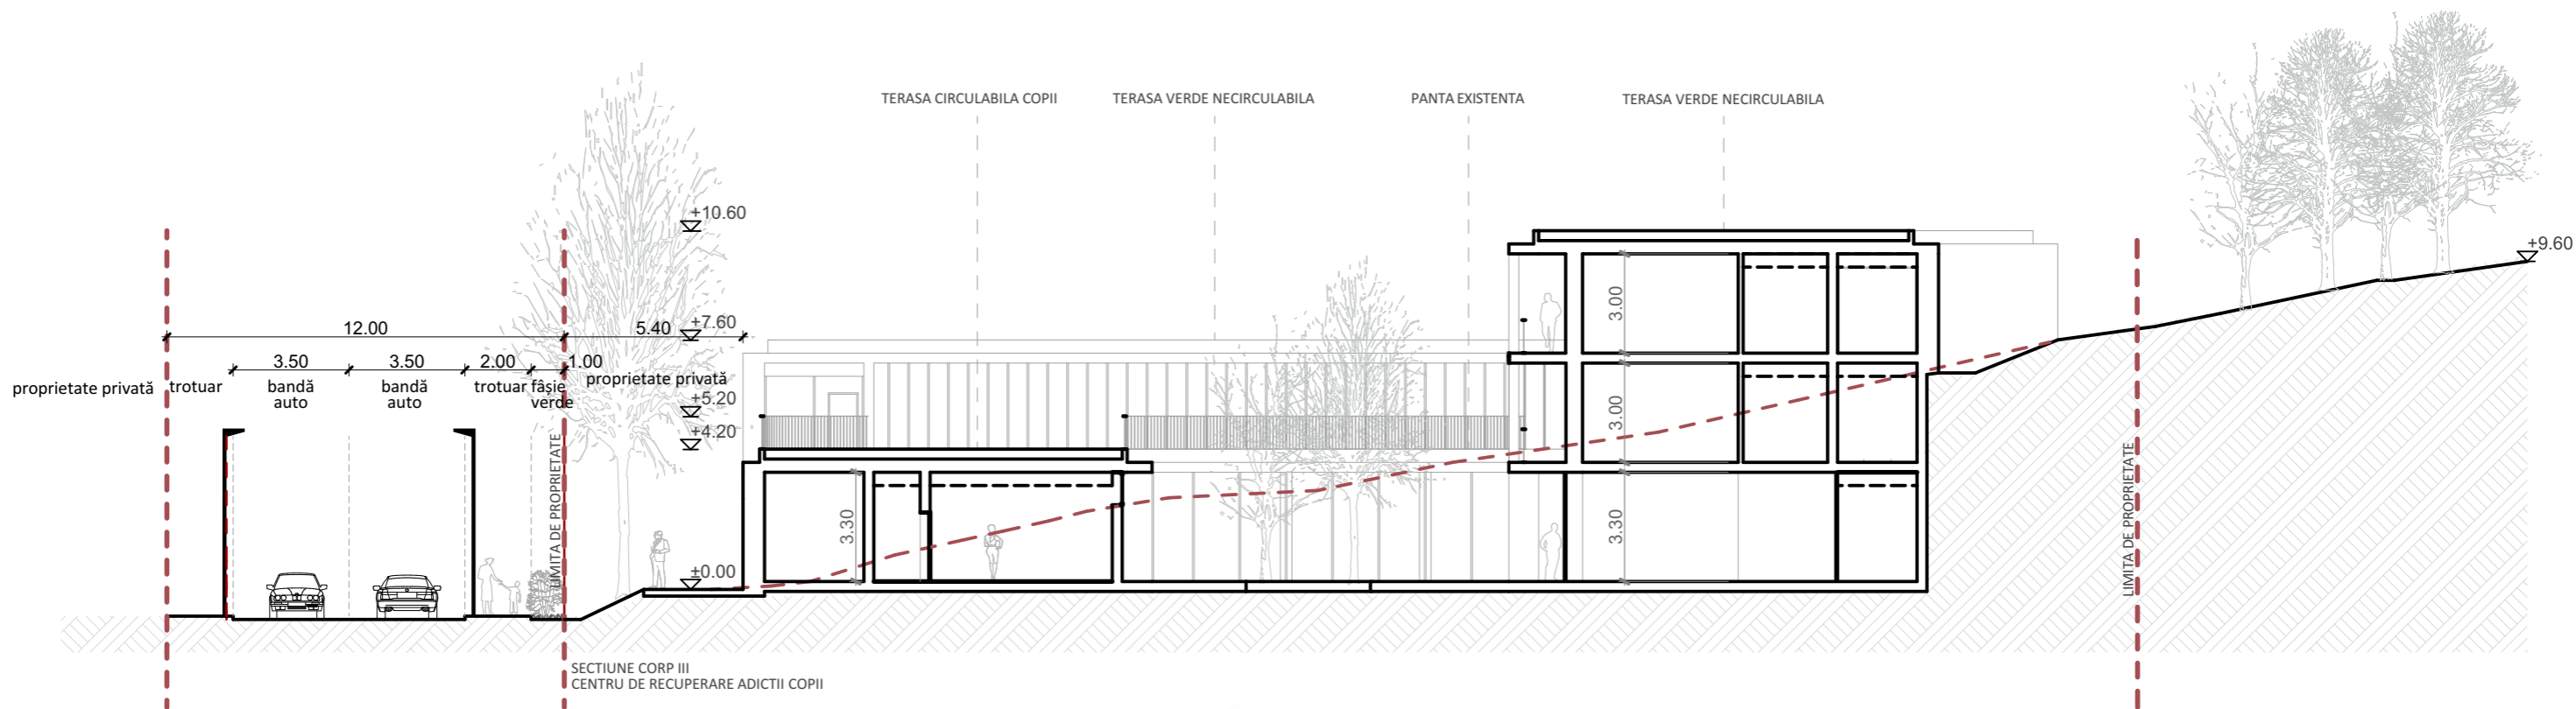 TERASA CIRCULABILA COPII
TERASA VERDE NECIRCULABILA
PANTA EXISTENTA
TERASA VERDE NECIRCULABILA
+10.60
+9.60
12.00
5.40
+7.60
3.50
3.50
2.00
1.00
proprietate privată
trotuar
bandă
auto
bandă
auto
trotuar
fâșie
verde
proprietate privată
+5.20
+4.20
±0.00
LIMITA DE PROPRIETATE
3.30
3.00
3.00
3.30
LIMITA DE PROPRIETATE
SECTIUNE CORP III
CENTRU DE RECUPERARE ADICTII COPII